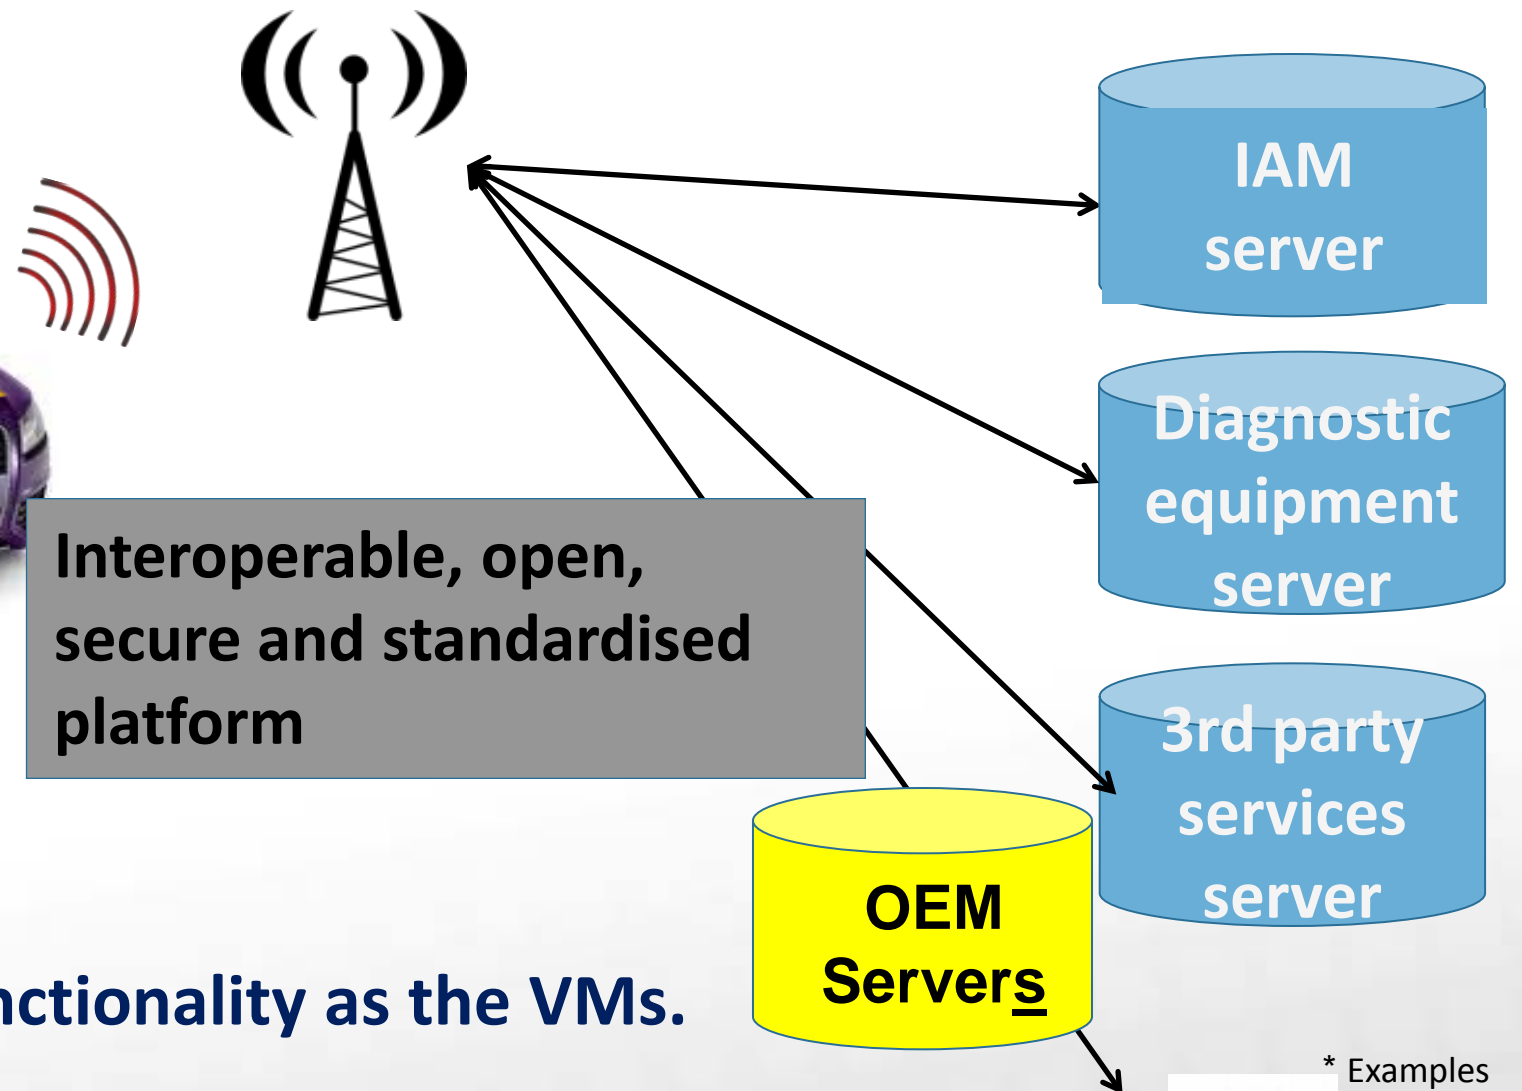 IAM
server
Diagnostic
equipment
server
Interoperable, open,
secure and standardised
platform
3rd party
services
server
OEM
Servers
nctionality as the VMs.
* Examples